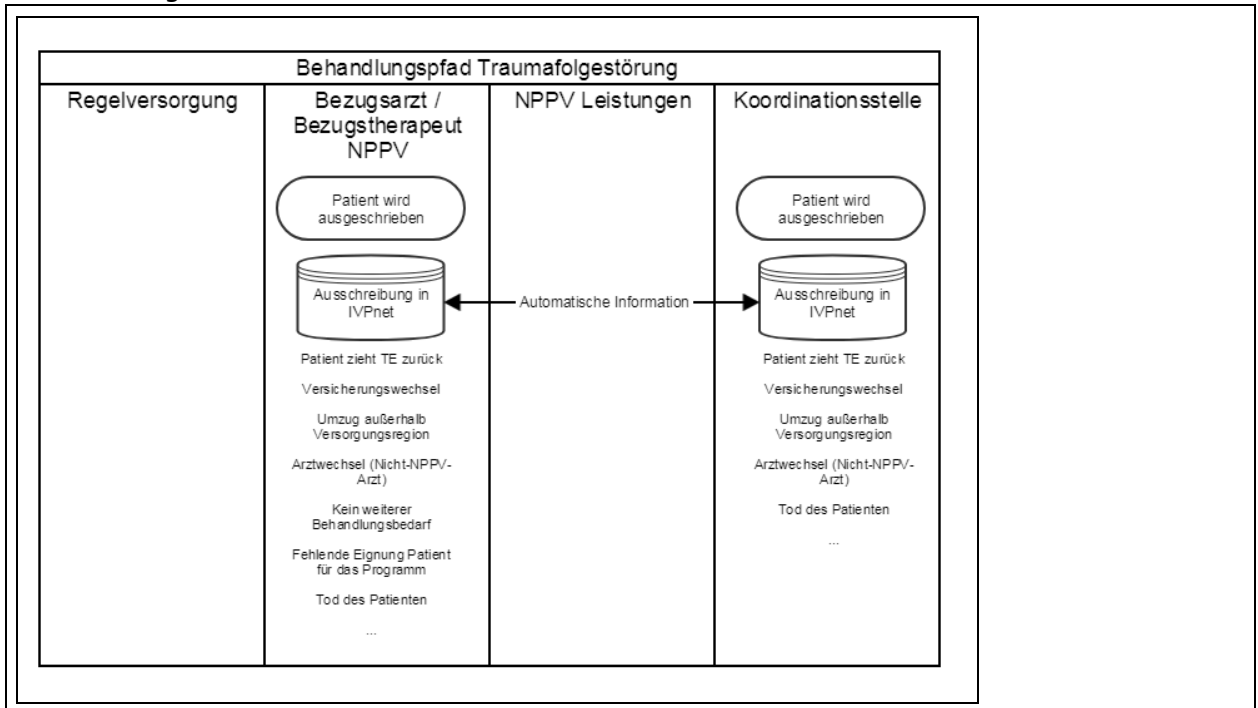 Behandlungspfad Traumafolgestörung
Regelversorgung
Bezugsarzt /
Bezugstherapeut
NPPV
NPPV Leistungen
Koordinationsstelle
Patient wird
ausgeschrieben
Patient wird
ausgeschrieben
Ausschreibung in
IVPnet
Automatische Information
Ausschreibung in
IVPnet
Patient zieht TE zurück
Versicherungswechsel
Umzug außerhalb
Versorgungsregion
Arztwechsel (Nicht-NPPV-
Arzt)
Kein weiterer
Behandlungsbedarf
Fehlende Eignung Patient
für das Programm
Tod des Patienten
...
Patient zieht TE zurück
Versicherungswechsel
Umzug außerhalb
Versorgungsregion
Arztwechsel (Nicht-NPPV-
Arzt)
Tod des Patienten
...